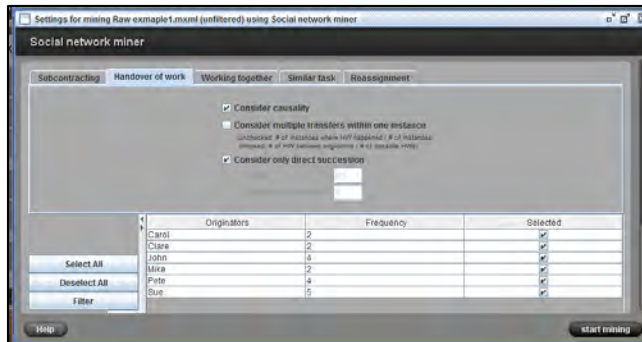 Settings for mining Raw exmaple1.mxml (unfiltered) using Social network miner
Social network miner
Subcontracting Handover of work Working together Similar task Reassignment
Consider causality
Consider multiple transfers within one instance
Consider only direct succession
Originators Frequency Selected
Carol 2
Clare 2
John 4
Mike 2
Pete 4
Sue 5
Select All
Deselect All
Filter
Help start mining